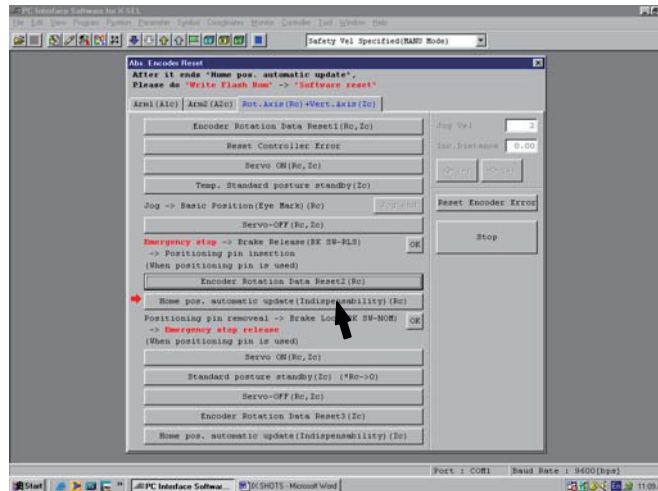 PC Interface Software for X-SEL
File Edit View Program Position Parameter Symbol Coordinates Monitor Controller Tool Window Help
Safety Vel Specified(MANU Mode)
Abs. Encoder Reset
After it ends "Home pos. automatic update",
Please do "Write Flash Rom" -> "Software reset"
Arm1(A1c) Arm2(A2c) Rot.Axis(Rc)+Vert.Axis(Zc)
Encoder Rotation Data Reset1(Rc,Zc)
Jog Vel 2
Reset Controller Error
Inc.Distance 0.00
Servo ON(Rc,Zc)
Temp. Standard posture standby(Zc)
Jog -> Basic Position(Eye Mark)(Rc) Jog end
Reset Encoder Error
Servo-OFF(Rc,Zc)
Stop
Emergency stop -> Brake Release(BK SW-RLS)
-> Positioning pin insertion
(When positioning pin is used)
OK
Encoder Rotation Data Reset2(Rc)
Home pos. automatic update(Indispensability)(Rc)
Positioning pin removeal -> Brake Lock BK SW-NOM)
-> Emergency stop release
(When positioning pin is used)
OK
Servo ON(Rc,Zc)
Standard posture standby(Zc) (*Rc->0)
Servo-OFF(Rc,Zc)
Encoder Rotation Data Reset3(Zc)
Home pos. automatic update(Indispensability)(Zc)
Port : COM1 Baud Rate : 9600[bps]
Start PC Interface Softwar... IX SHOTS - Microsoft Word 11:09